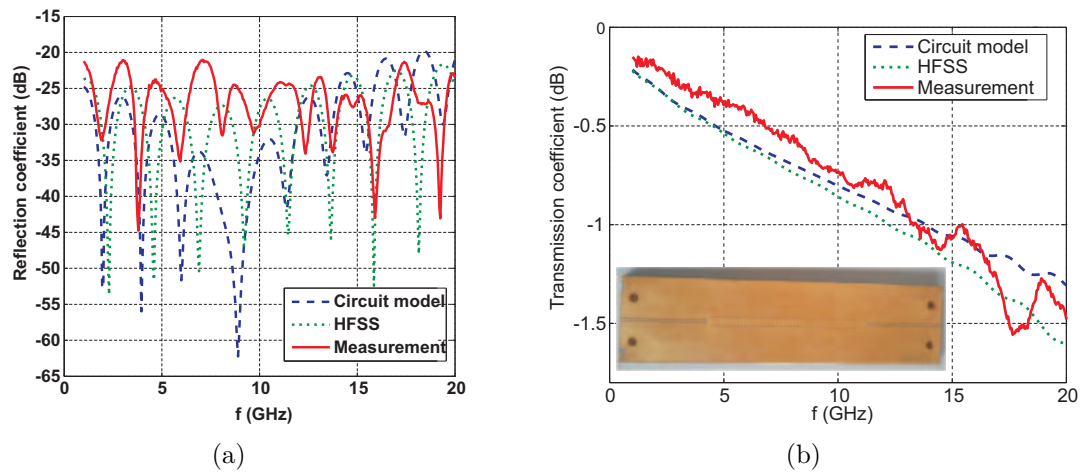 -15
-20
-25
-30
-35
-40
-45
-50
-55
-60
-65
Reflection coefficient (dB)
Circuit model
HFSS
Measurement
0
5
10
15
20
f (GHz)
(a)
0
-0.5
-1
-1.5
Transmission coefficient (dB)
Circuit model
HFSS
Measurement
0
5
10
15
20
f (GHz)
(b)